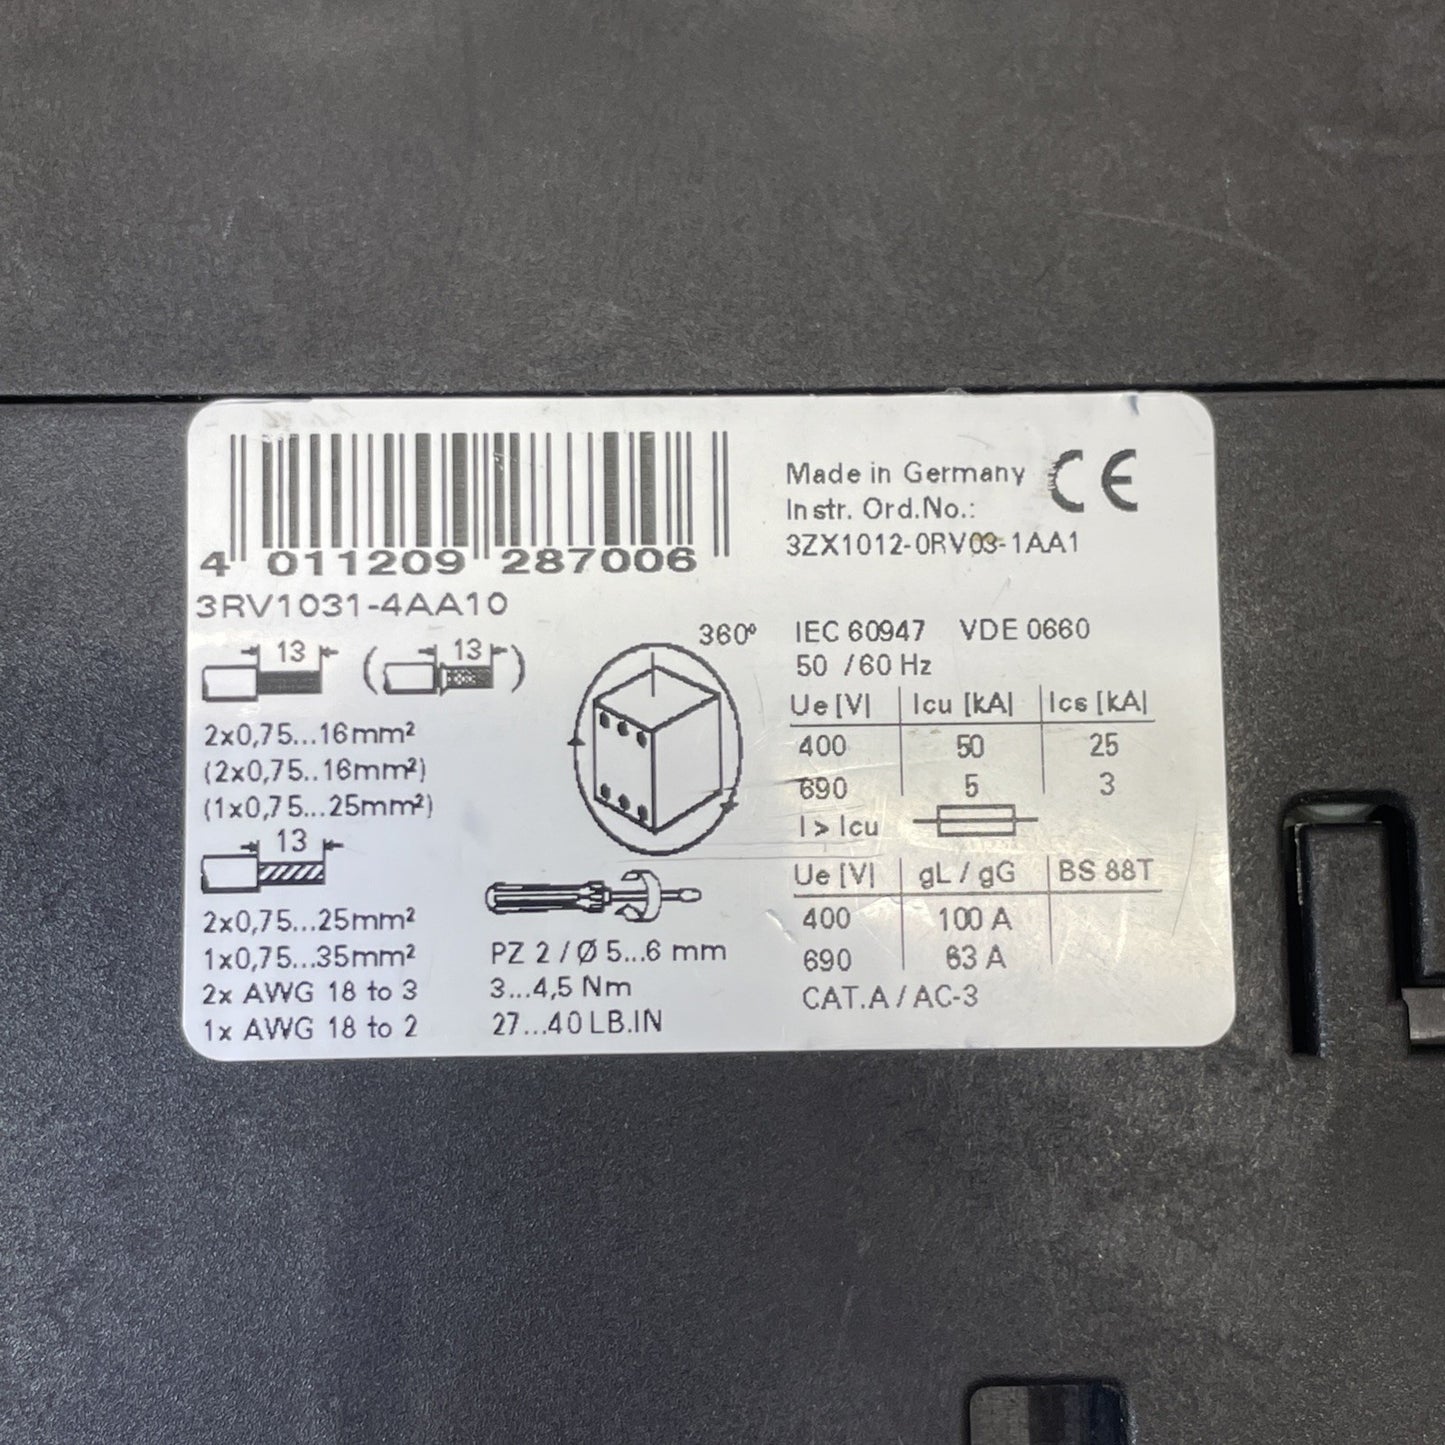 4 011209 287006
3RV1031-4AA10
Made in Germany CE
Instr. Ord.No.:
3ZX1012-0RV03-1AA1
13 (13)
2x0,75...16mm²
(2x0,75..16mm²)
(1x0,75...25mm²)
13
2x0,75...25mm²
1x0,75...35mm²
2x AWG 18 to 3
1x AWG 18 to 2
360°
PZ 2 / Ø 5...6 mm
3...4,5 Nm
27...40 LB.IN
IEC 60947 VDE 0660
50 /60 Hz
Ue [V] Icu [kA] Ics [kA]
400 50 25
690 5 3
I > Icu
Ue [V] gL / gG BS 88T
400 100 A
690 63 A
CAT.A / AC-3